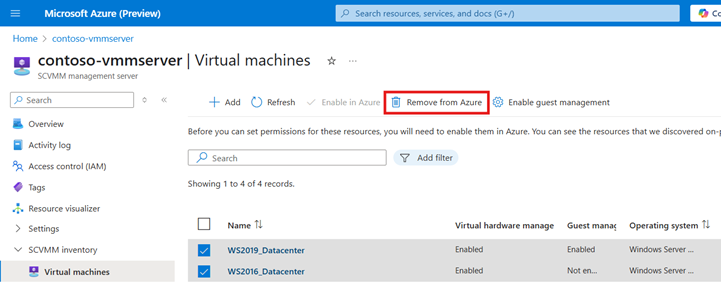 Microsoft Azure (Preview)
Search resources, services, and docs (G+/)
Copilot
Home > contoso-vmmserver
contoso-vmmserver | Virtual machines
SCVMM management server
Search
Add Refresh Enable in Azure Remove from Azure Enable guest management
Overview
Activity log
Access control (IAM)
Tags
Resource visualizer
Settings
SCVMM inventory
Virtual machines
Before you can set permissions for these resources, you will need to enable them in Azure. You can see the resources that we discovered on-p
Search
Add filter
Showing 1 to 4 of 4 records.
Name Virtual hardware manage Guest manag Operating system
WS2019_Datacenter Enabled Enabled Windows Server ...
WS2016_Datacenter Enabled Not en... Windows Server ...